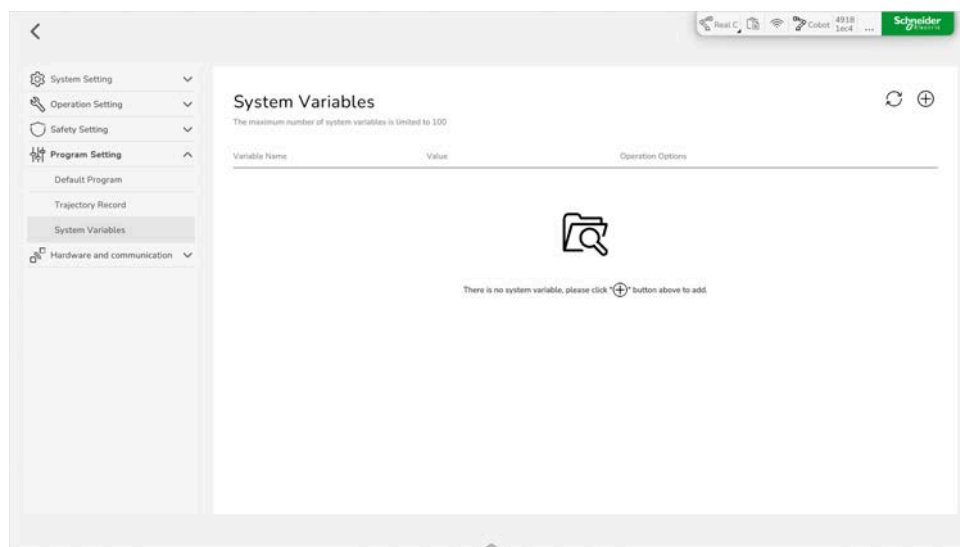 Real C
Cobot
4918
1ec4
...
Schneider
Electric
System Setting
Operation Setting
Safety Setting
Program Setting
Default Program
Trajectory Record
System Variables
Hardware and communication
System Variables
The maximum number of system variables is limited to 100
Variable Name Value Operation Options
There is no system variable, please click "⊕" button above to add.